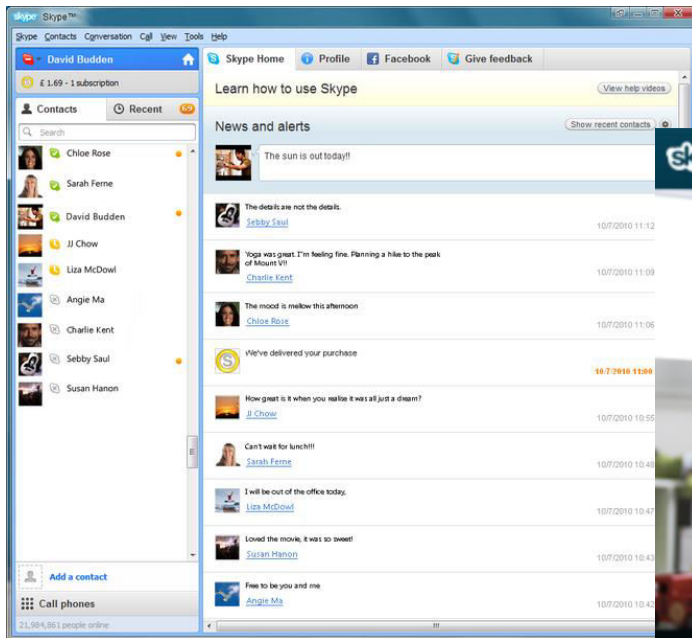 skype Skype™
Skype Contacts Conversation Call View Tools Help
David Budden
£ 1.69 - 1 subscription
Contacts Recent
Search
Chloe Rose
Sarah Ferne
David Budden
JJ Chow
Liza McDowl
Angie Ma
Charlie Kent
Sebby Saul
Susan Hanon
Add a contact
Call phones
21,984,861 people online
Skype Home Profile Facebook Give feedback
Learn how to use Skype View help videos
News and alerts Show recent contacts
The sun is out today!!
The details are not the details.
Sebby Saul 10/7/2010 11:12
Yoga was great. I'm feeling fine. Planning a hike to the peak
of Mount V!!
Charlie Kent 10/7/2010 11:09
The mood is mellow this afternoon
Chloe Rose 10/7/2010 11:06
We've delivered your purchase
10/7/2010 11:00
How great is it when you realise it was all just a dream?
JJ Chow 10/7/2010 10:55
Can't wait for lunch!!!
Sarah Ferne 10/7/2010 10:48
I will be out of the office today,
Liza McDowl 10/7/2010 10:47
Loved the movie, it was so sweet!
Susan Hanon 10/7/2010 10:43
Free to be you and me
Angie Ma 10/7/2010 10:42
sk